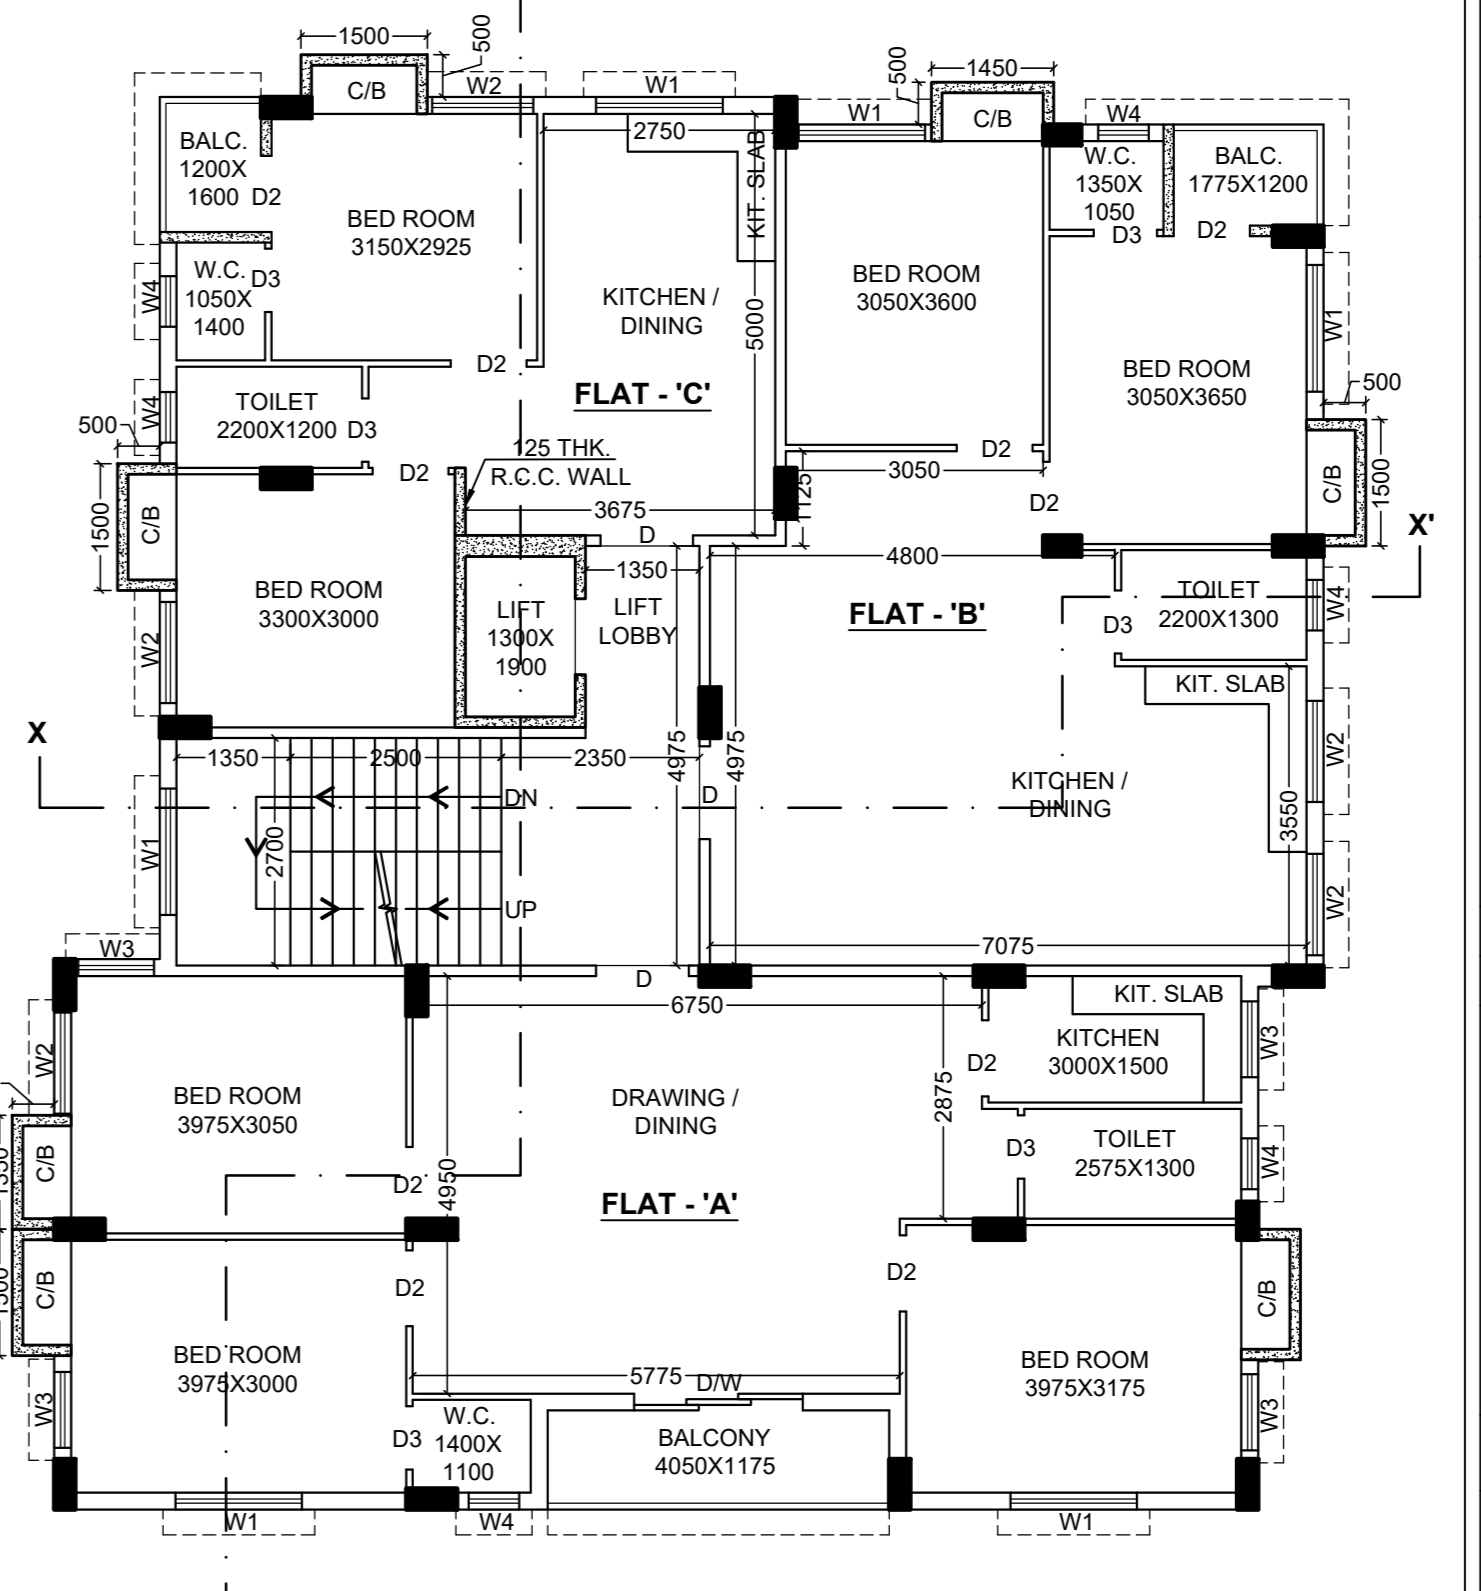 1500
500
C/B
W2
W1
2750
KIT. SLAB
BALC.
1200X
1600 D2
BED ROOM
3150X2925
W.C.
1050X
1400
D3
W4
KITCHEN /
DINING
5000
D2
FLAT - 'C'
TOILET
2200X1200 D3
W4
500
1500
C/B
D2
125 THK.
R.C.C. WALL
3675
D
1350
BED ROOM
3300X3000
W2
LIFT
1300X
1900
LIFT
LOBBY
500
1450
C/B
W1
W4
W.C.
1350X
1050
D3
BALC.
1775X1200
D2
BED ROOM
3050X3600
BED ROOM
3050X3650
W1
500
1500
C/B
D2
3050
1125
D2
4800
X'
FLAT - 'B'
TOILET
2200X1300
D3
W4
KIT. SLAB
W2
KITCHEN /
DINING
3550
W2
7075
X
1350
2500
2350
4975
4975
D
DN
2700
UP
W1
W3
D
6750
KIT. SLAB
KITCHEN
3000X1500
W3
D2
2875
W2
BED ROOM
3975X3050
C/B
DRAWING /
DINING
D3
TOILET
2575X1300
W4
D2
4950
FLAT - 'A'
C/B
D2
D2
C/B
BED ROOM
3975X3000
5775
D/W
BED ROOM
3975X3175
W3
W3
D3
W.C.
1400X
1100
BALCONY
4050X1175
W1
W4
W1